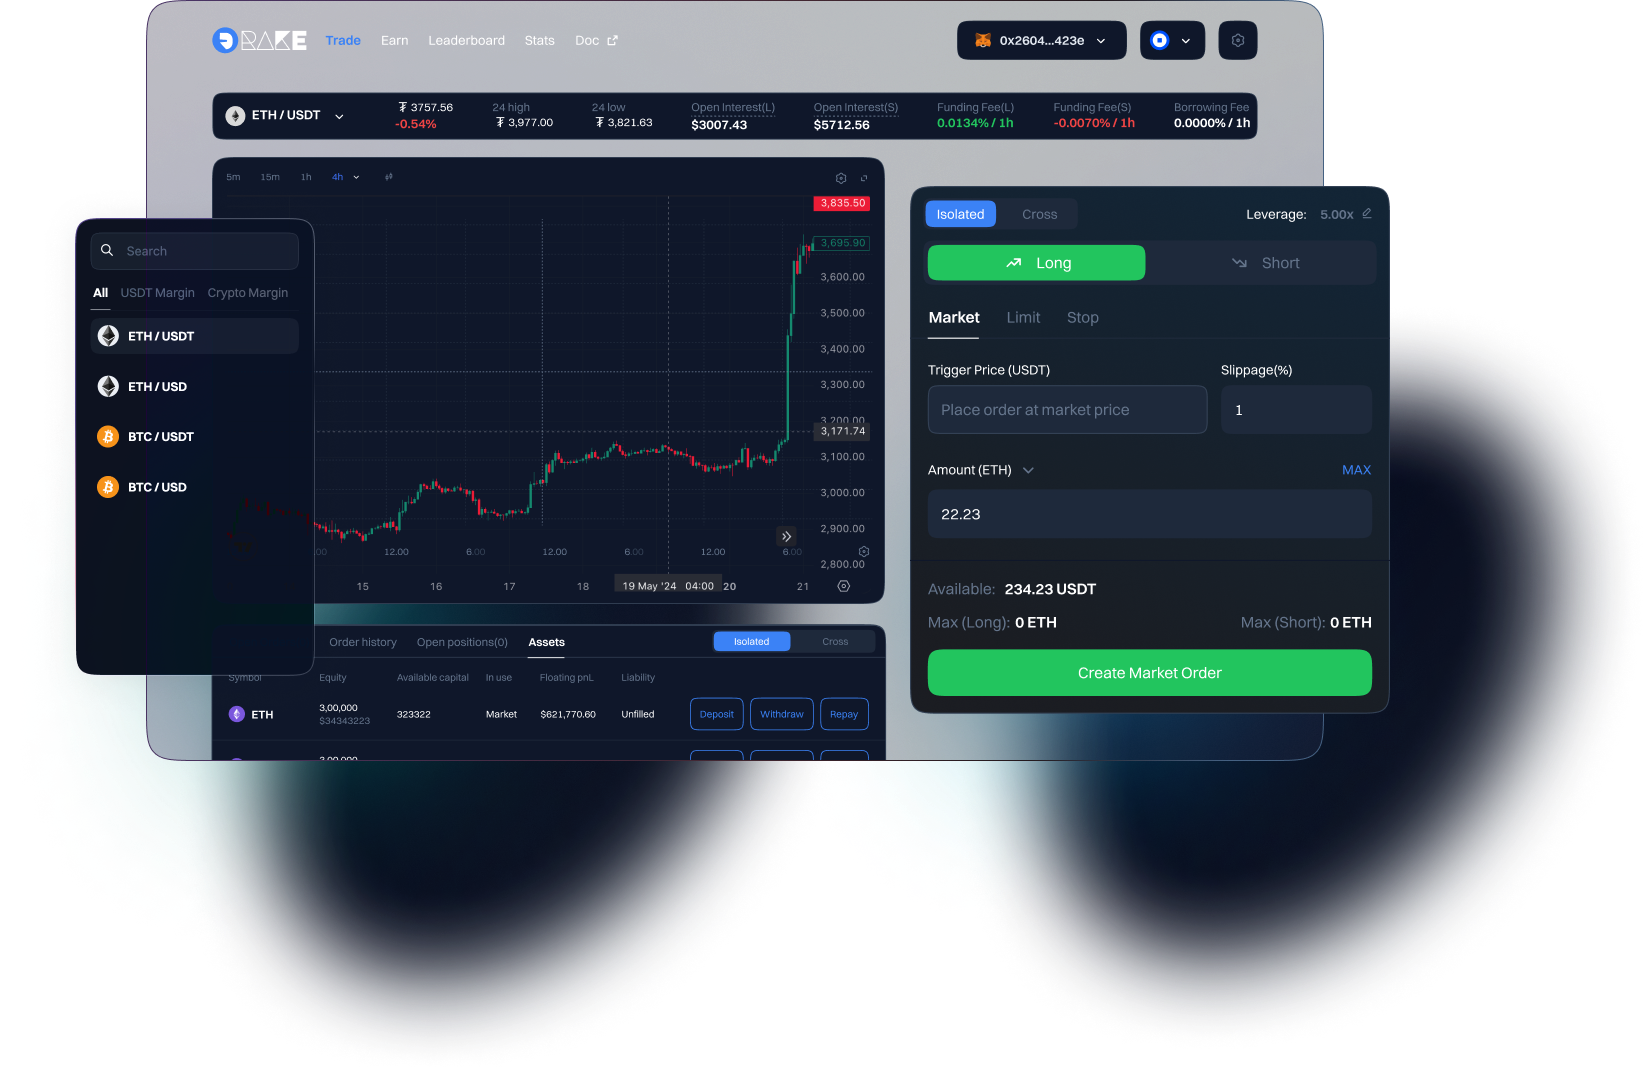 DRAKE Trade Earn Leaderboard Stats Doc 0x2604...423e
ETH / USDT
₮ 3757.56
-0.54%
24 high
₮ 3,977.00
24 low
₮ 3,821.63
Open Interest(L)
$3007.43
Open Interest(S)
$5712.56
Funding Fee(L)
0.0134% / 1h
Funding Fee(S)
-0.0070% / 1h
Borrowing Fee
0.0000% / 1h
5m 15m 1h 4h
3,835.50
3,695.90
3,600.00
3,500.00
3,400.00
3,300.00
3,200.00
3,171.74
3,100.00
3,000.00
2,900.00
2,800.00
:00 12.00 6.00 12.00 6.00 12.00 6.00
15 16 17 18 19 May '24 04:00 20 21
Search
All USDT Margin Crypto Margin
ETH / USDT
ETH / USD
BTC / USDT
BTC / USD
Isolated Cross Leverage: 5.00x
Long Short
Market Limit Stop
Trigger Price (USDT) Slippage(%)
Place order at market price 1
Amount (ETH) MAX
22.23
Available: 234.23 USDT
Max (Long): 0 ETH Max (Short): 0 ETH
Create Market Order
Order history Open positions(0) Assets Isolated Cross
Symbol Equity Available capital In use Floating pnL Liability
ETH
3,00,000
$34343223
323322 Market $621,770.60 Unfilled Deposit Withdraw Repay
3,00,000